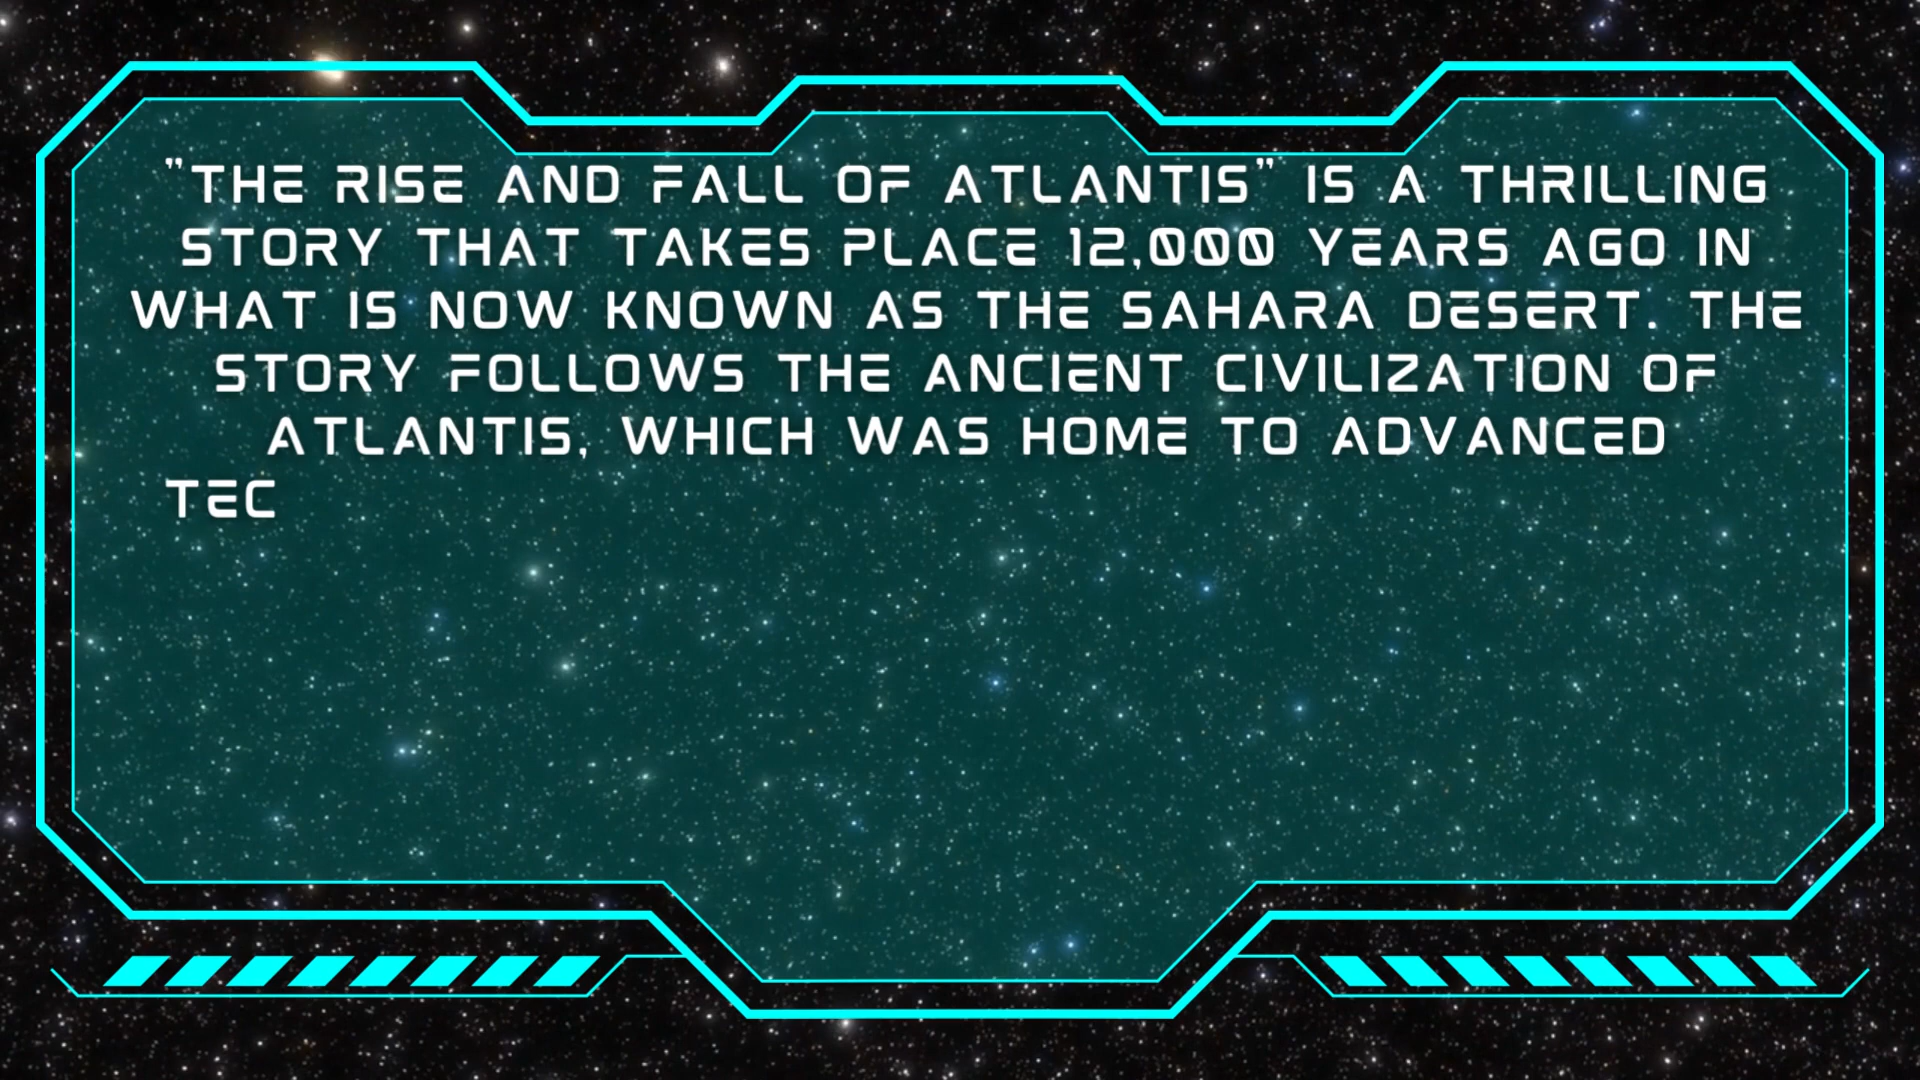 "THE RISE AND FALL OF ATLANTIS" IS A THRILLING
STORY THAT TAKES PLACE 12,000 YEARS AGO IN
WHAT IS NOW KNOWN AS THE SAHARA DESERT. THE
STORY FOLLOWS THE ANCIENT CIVILIZATION OF
ATLANTIS, WHICH WAS HOME TO ADVANCED
TEC